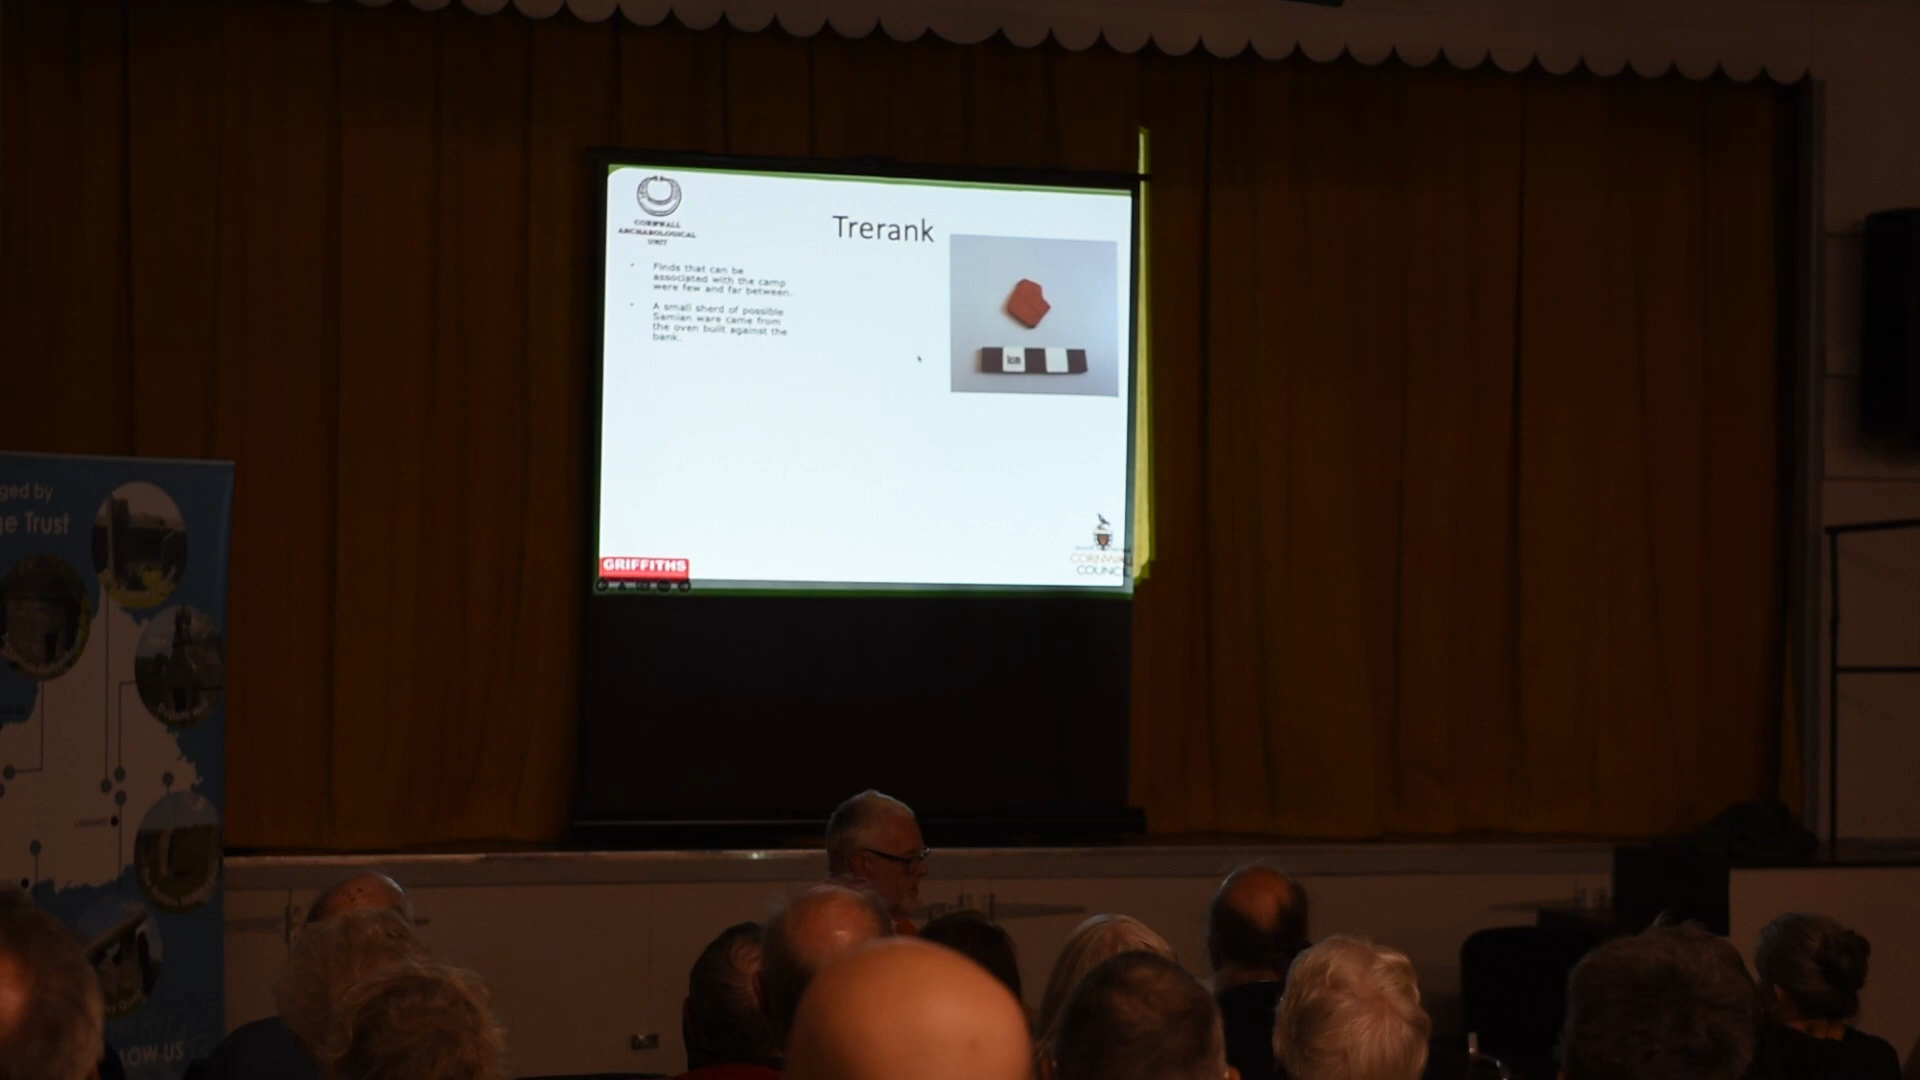 CORNWALL
ARCHAEOLOGICAL
UNIT
Trerank
Finds that can be
associated with the camp
were few and far between.
A small sherd of possible
Samian ware came from
the oven built against the
bank.
1cm
GRIFFITHS
CORNWALL
COUNCIL
ged by
ge Trust
LOW US